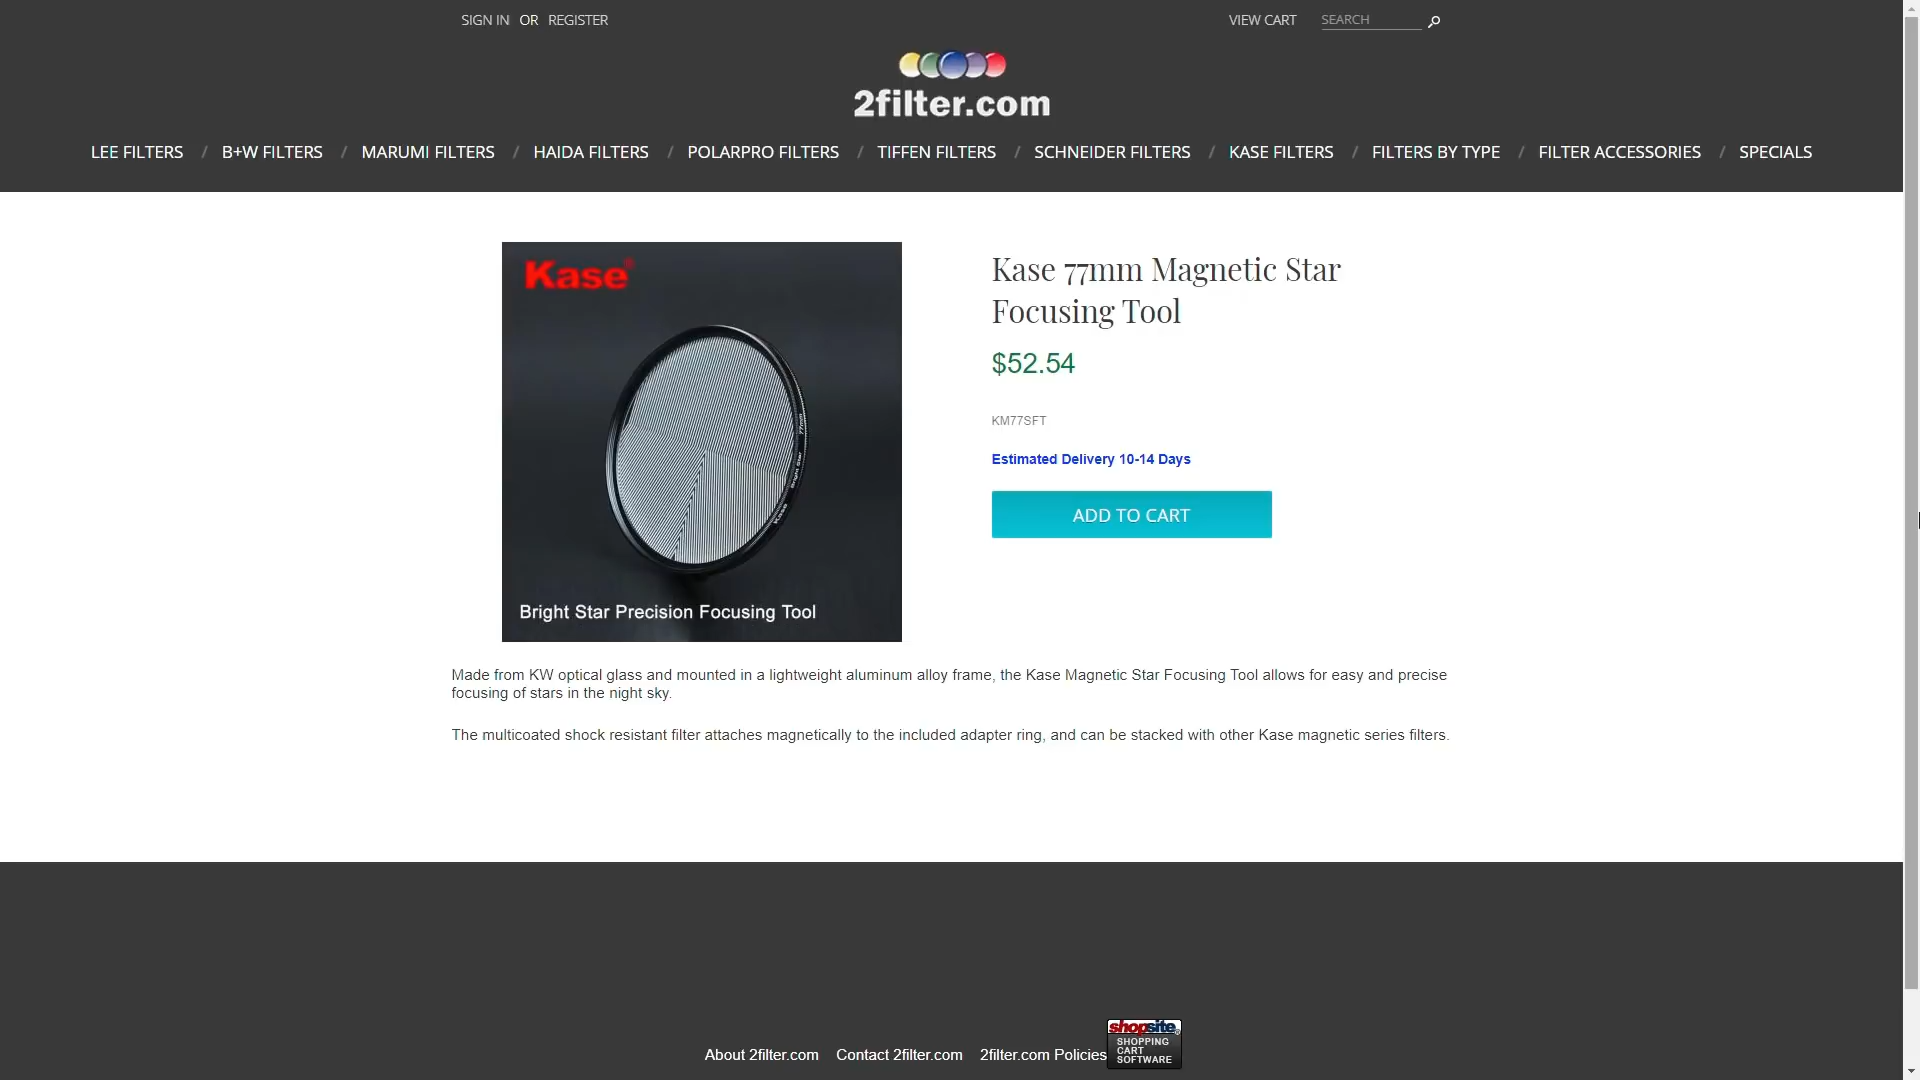 SIGN IN OR REGISTER
VIEW CART
SEARCH
2filter.com
LEE FILTERS / B+W FILTERS / MARUMI FILTERS / HAIDA FILTERS / POLARPRO FILTERS / TIFFEN FILTERS / SCHNEIDER FILTERS / KASE FILTERS / FILTERS BY TYPE / FILTER ACCESSORIES / SPECIALS
Kase®
77mm
Bright Star
Kase
Bright Star Precision Focusing Tool
Kase 77mm Magnetic Star
Focusing Tool
$52.54
KM77SFT
Estimated Delivery 10-14 Days
ADD TO CART
Made from KW optical glass and mounted in a lightweight aluminum alloy frame, the Kase Magnetic Star Focusing Tool allows for easy and precise
focusing of stars in the night sky.
The multicoated shock resistant filter attaches magnetically to the included adapter ring, and can be stacked with other Kase magnetic series filters.
About 2filter.com
Contact 2filter.com
2filter.com Policies
shopsite®
SHOPPING
CART
SOFTWARE